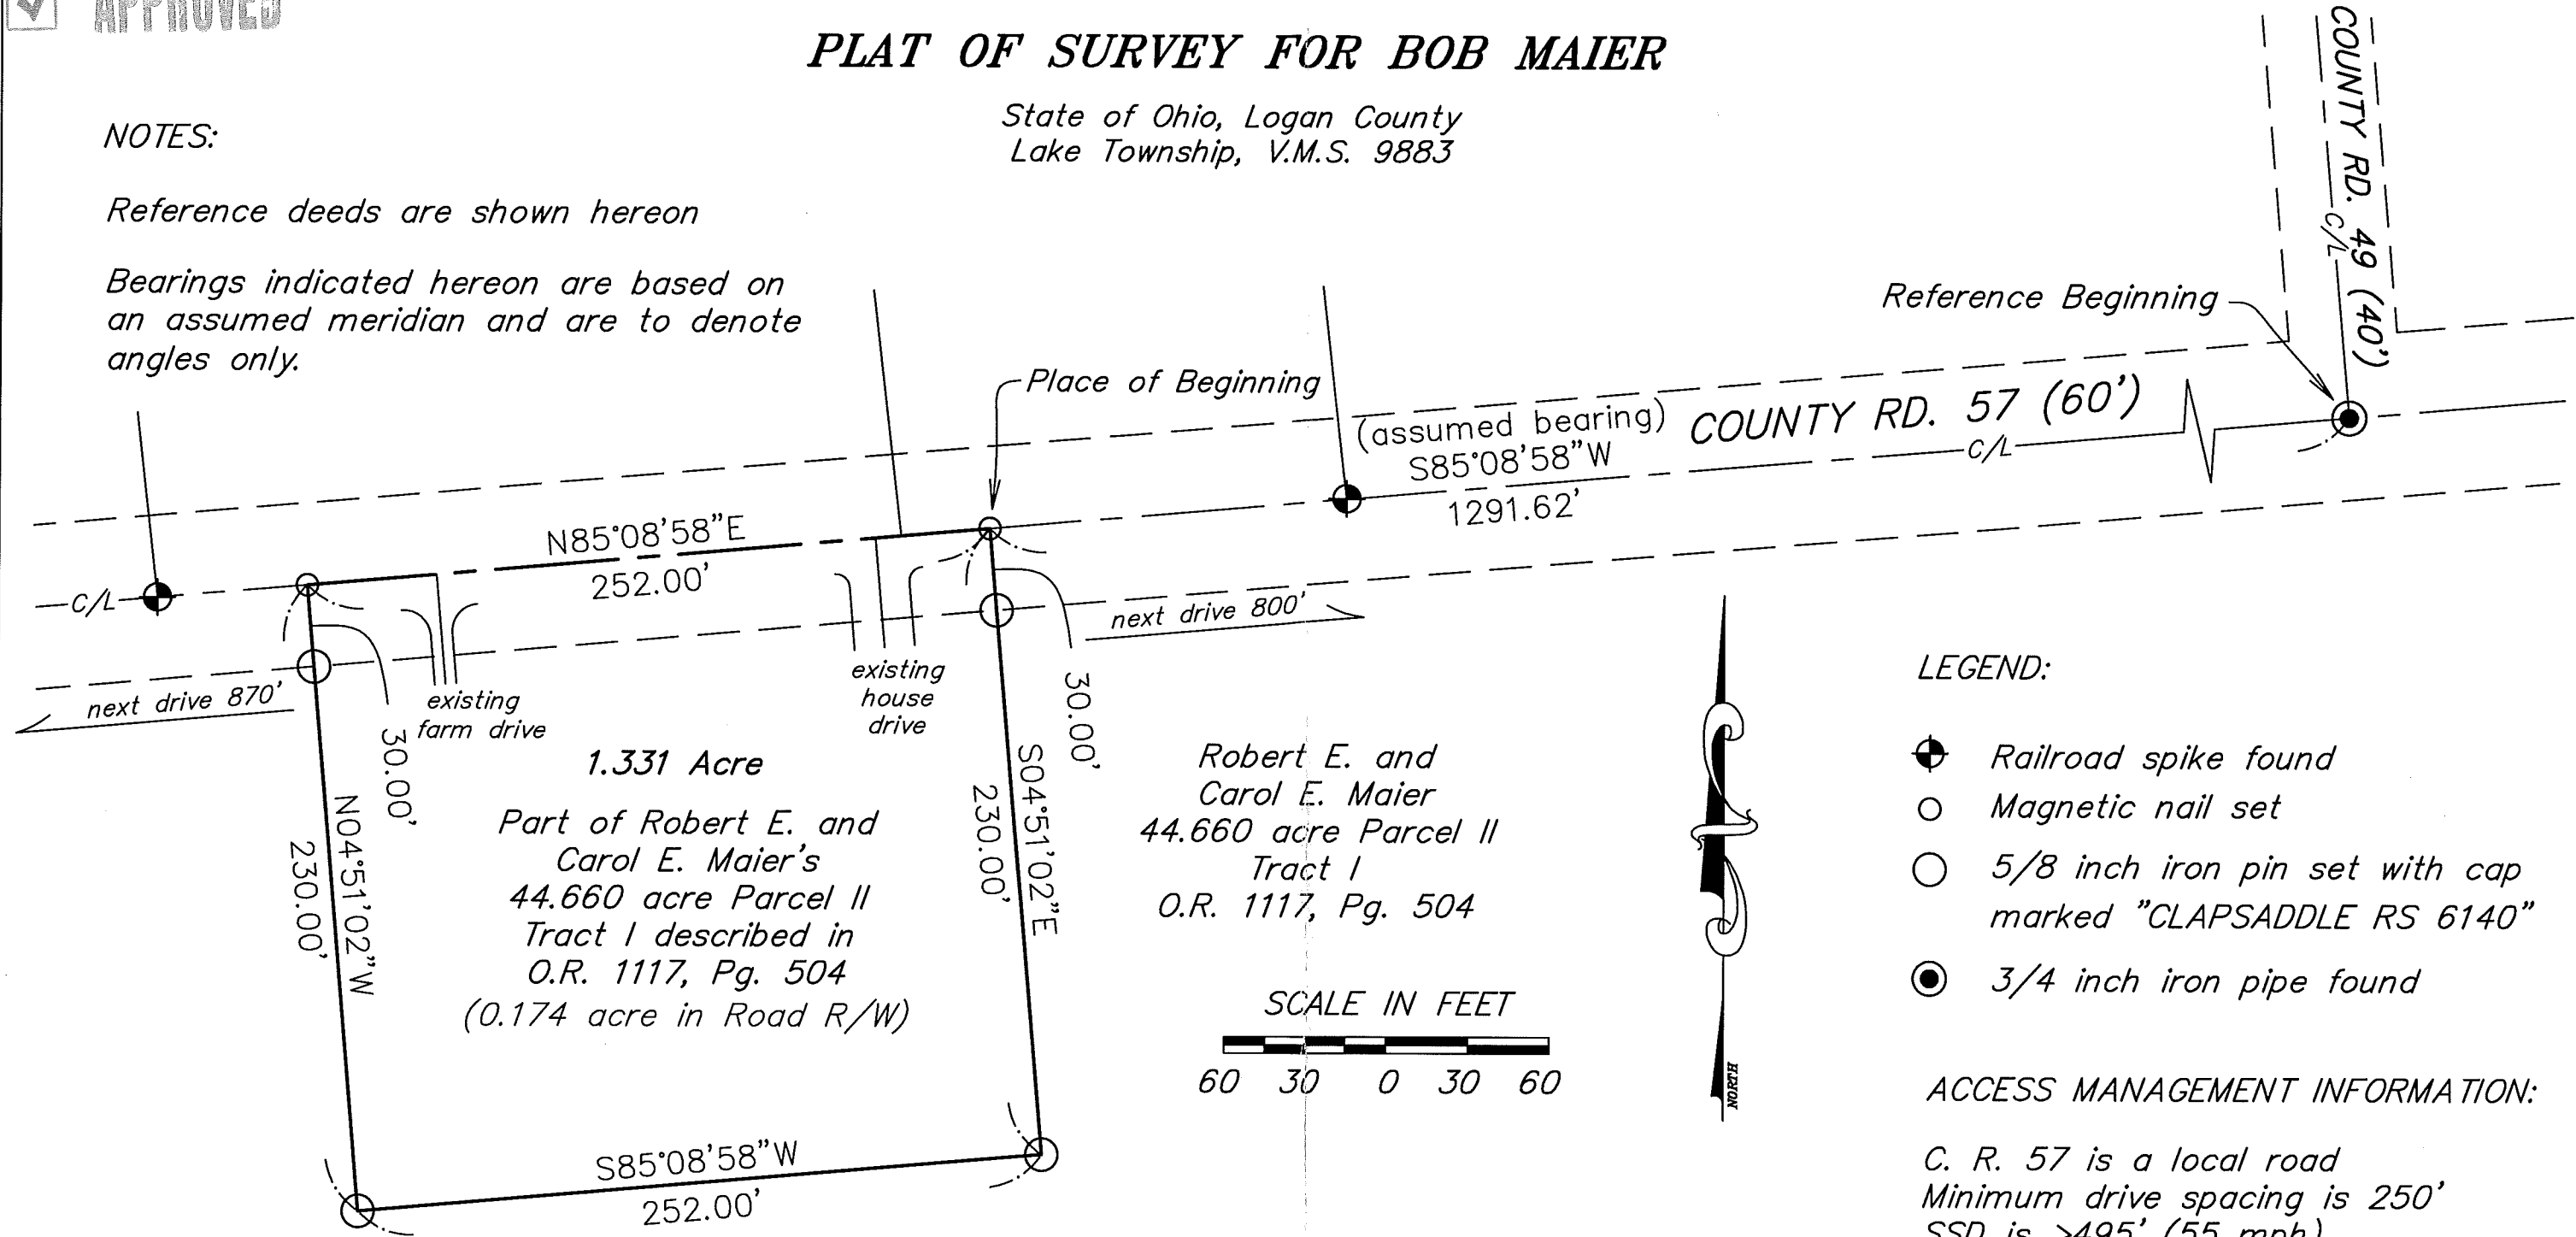 APPROVED
PLAT OF SURVEY FOR BOB MAIER
State of Ohio, Logan County
Lake Township, V.M.S. 9883
NOTES:
Reference deeds are shown hereon
Bearings indicated hereon are based on
an assumed meridian and are to denote
angles only.
COUNTY RD. 49 (40')
C/L
Reference Beginning
Place of Beginning
(assumed bearing)
S85°08'58"W
1291.62'
COUNTY RD. 57 (60')
C/L
N85°08'58"E
252.00'
C/L
next drive 870'
existing
farm drive
existing
house
drive
next drive 800'
30.00'
30.00'
N04°51'02"W
230.00'
S04°51'02"E
230.00'
1.331 Acre
Part of Robert E. and
Carol E. Maier's
44.660 acre Parcel II
Tract I described in
O.R. 1117, Pg. 504
(0.174 acre in Road R/W)
S85°08'58"W
252.00'
Robert E. and
Carol E. Maier
44.660 acre Parcel II
Tract I
O.R. 1117, Pg. 504
SCALE IN FEET
60 30 0 30 60
NORTH
LEGEND:
Railroad spike found
Magnetic nail set
5/8 inch iron pin set with cap
marked "CLAPSADDLE RS 6140"
3/4 inch iron pipe found
ACCESS MANAGEMENT INFORMATION:
C. R. 57 is a local road
Minimum drive spacing is 250'
SSD is >495' (55 mph)